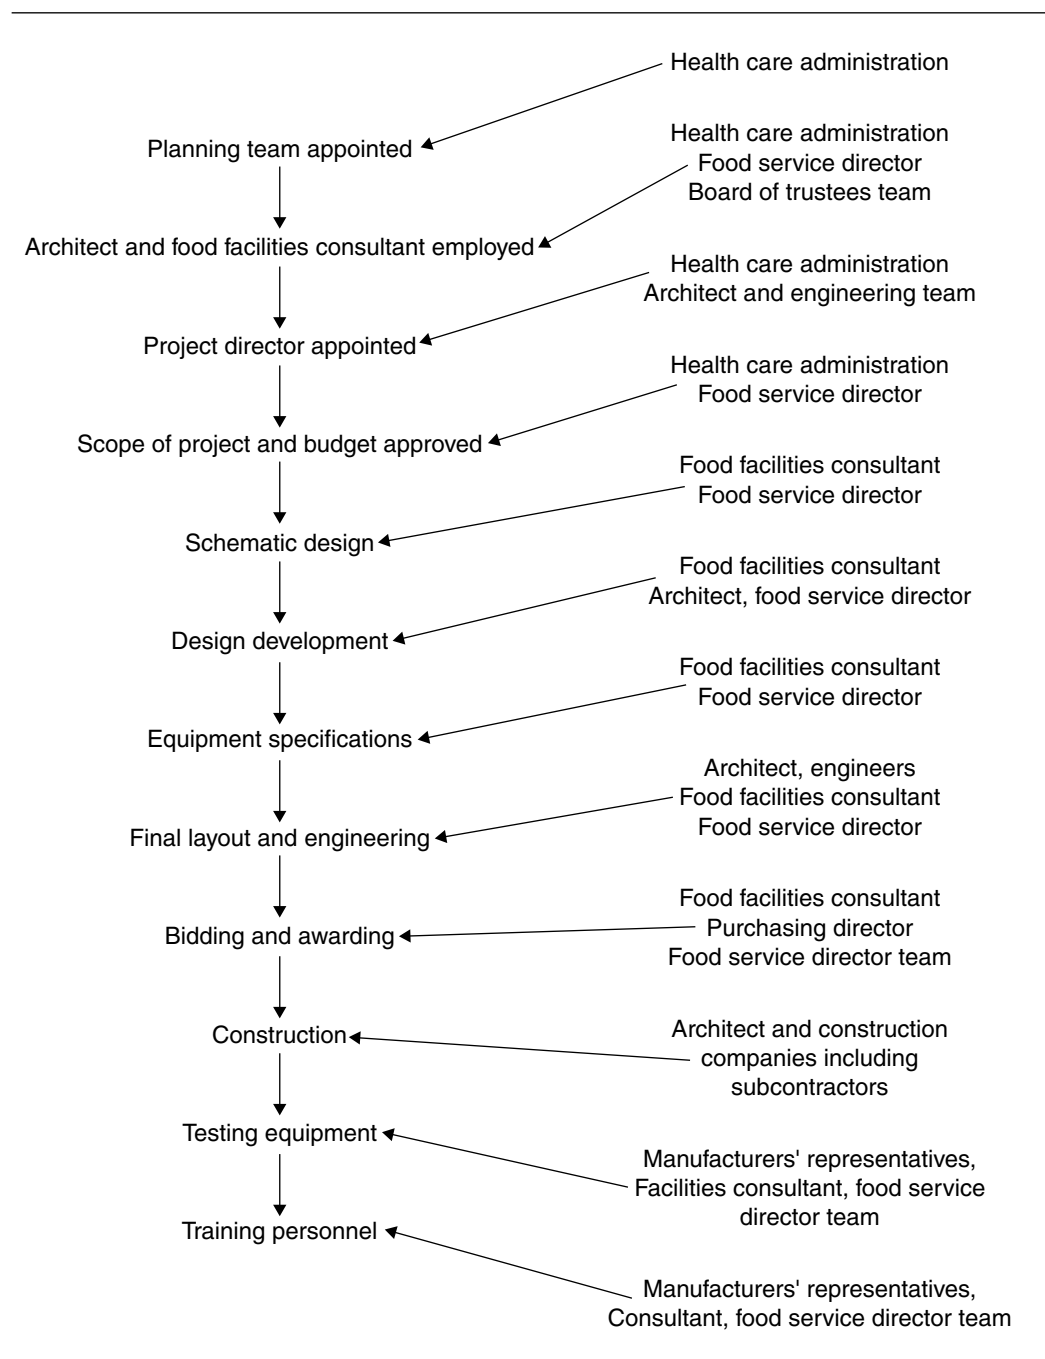 Health care administration
Planning team appointed
Health care administration
Food service director
Board of trustees team
Architect and food facilities consultant employed
Health care administration
Architect and engineering team
Project director appointed
Health care administration
Food service director
Scope of project and budget approved
Food facilities consultant
Food service director
Schematic design
Food facilities consultant
Architect, food service director
Design development
Food facilities consultant
Food service director
Equipment specifications
Architect, engineers
Food facilities consultant
Food service director
Final layout and engineering
Food facilities consultant
Purchasing director
Food service director team
Bidding and awarding
Architect and construction
companies including
subcontractors
Construction
Testing equipment
Manufacturers' representatives,
Facilities consultant, food service
director team
Training personnel
Manufacturers' representatives,
Consultant, food service director team